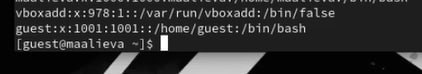 vboxadd:x:978:1::/var/run/vboxadd:/bin/false
guest:x:1001:1001::/home/guest:/bin/bash
[guest@maalieva ~]$